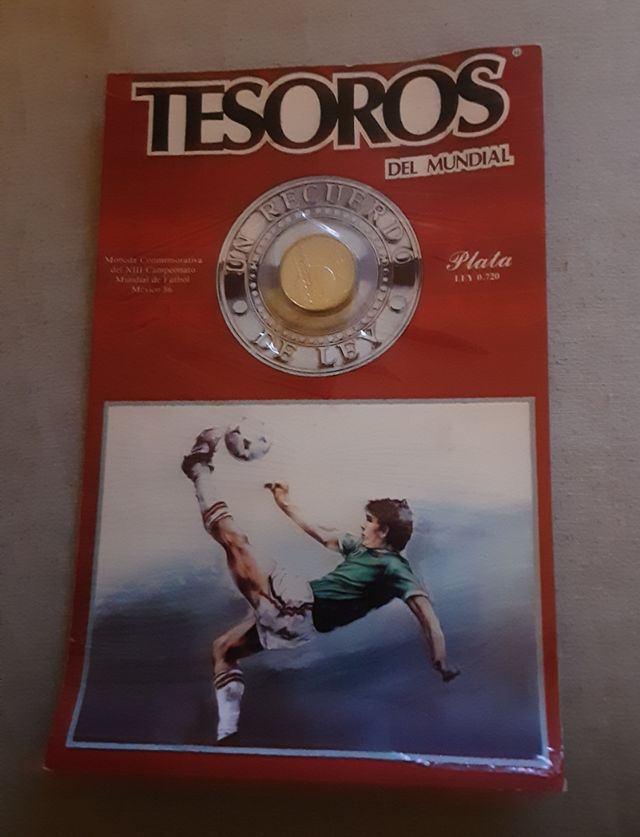 TESOROS
DEL MUNDIAL
UN RECUERDO
DE LEY
Moneda Conmemorativa
del XIII Campeonato
Mundial de Futbol
México 86
Plata
LEY 0.720